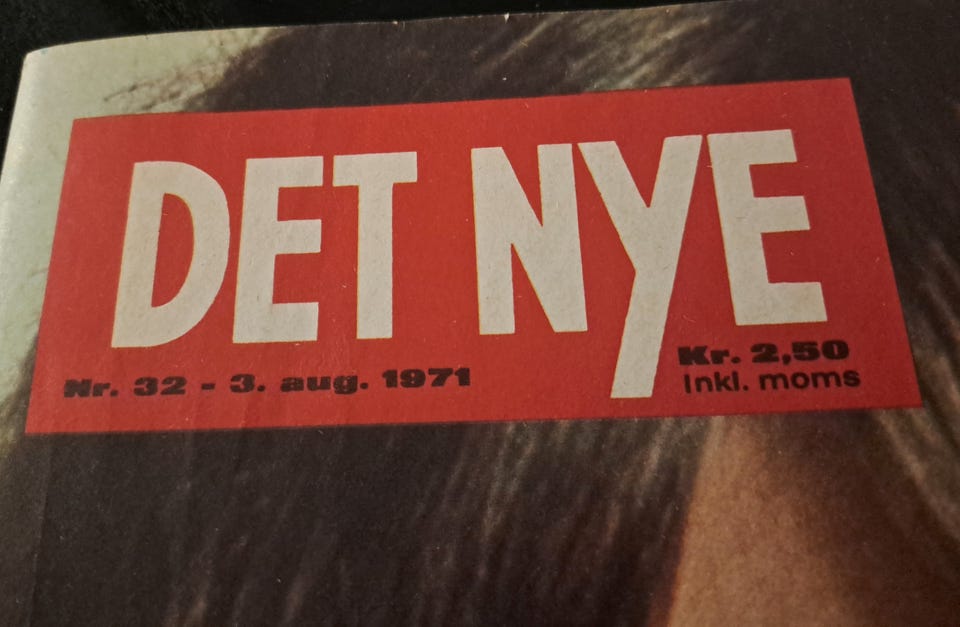 DET NYE
Nr. 32 - 3. aug. 1971
Kr. 2,50
Inkl. moms